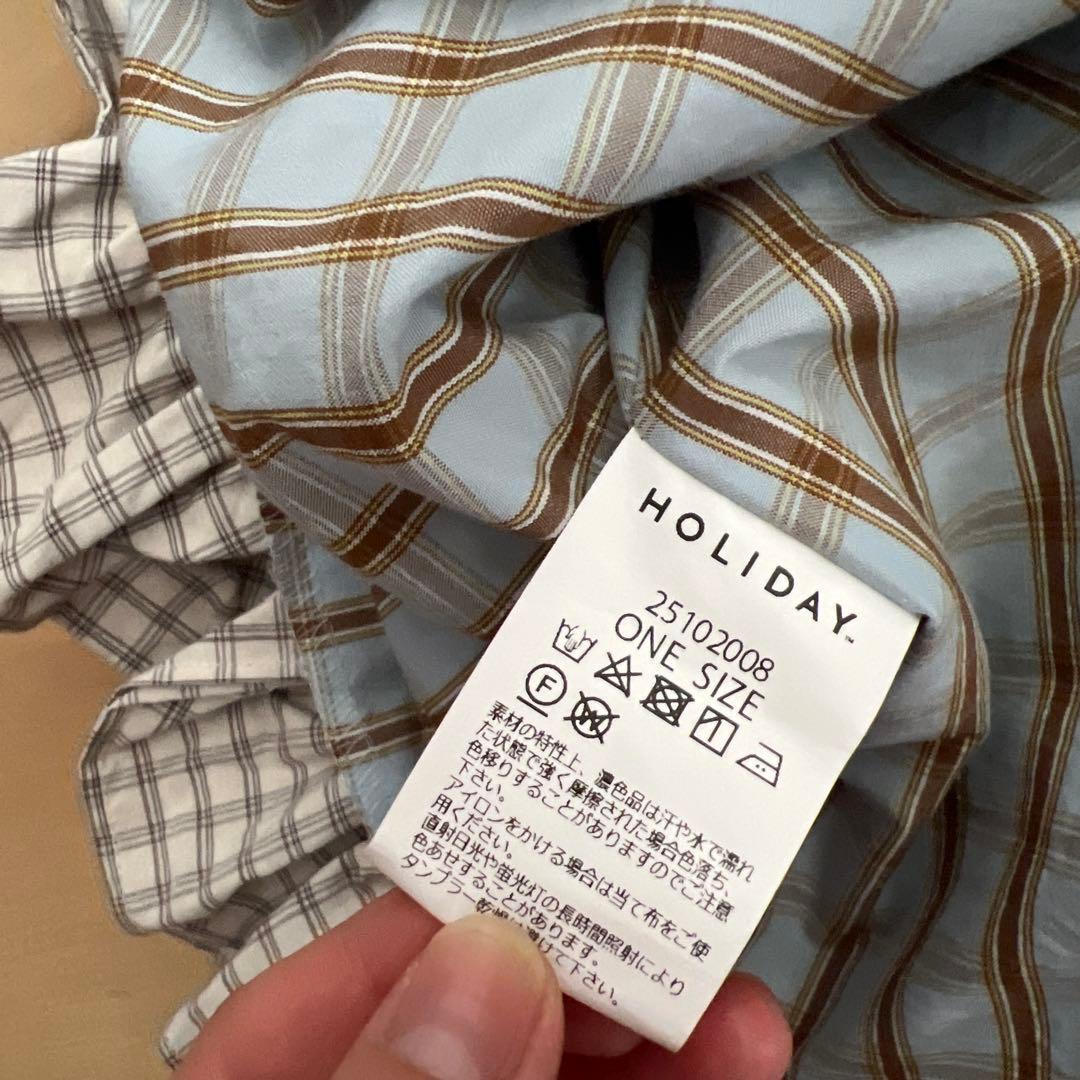 HOLIDAY™
25102008
ONE SIZE
F W
素材の特性上、濃色品は汗や水で濡れ
た状態で強く摩擦された場合色落ち、
色移りすることがありますのでご注意
下さい。
アイロンをかける場合は当て布をご使
用ください。
直射日光や蛍光灯の長時間照射により
色あせすることがあります。
タンブラー乾燥は避けて下さい。